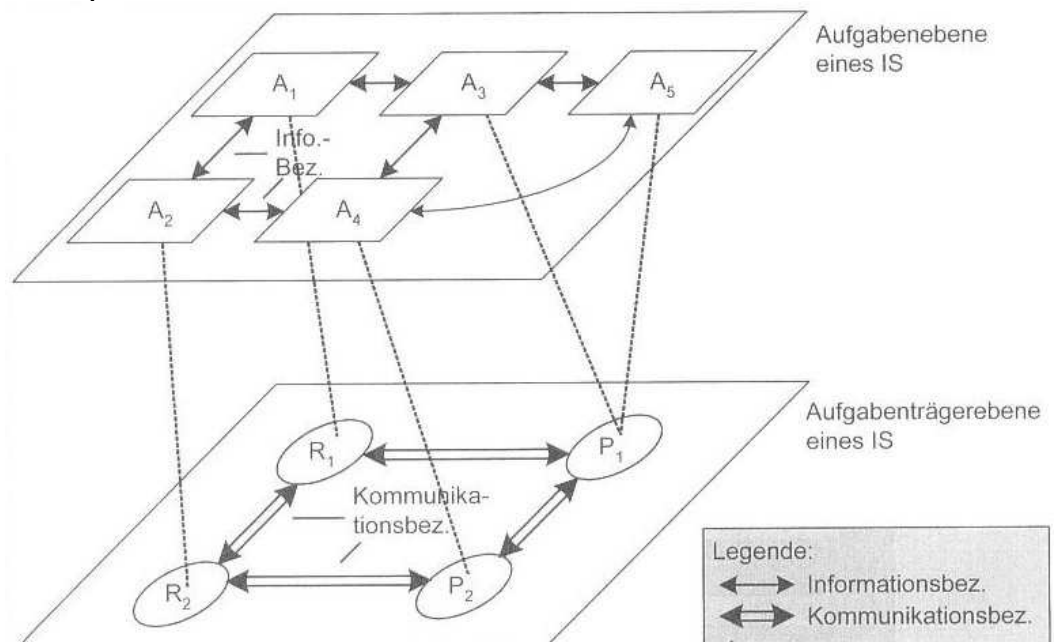 Aufgabenebene
eines IS
A1
A3
A5
Info.-
Bez.
A2
A4
Aufgabenträgerebene
eines IS
R1
P1
Kommunika-
tionsbez.
R2
P2
Legende:
Informationsbez.
Kommunikationsbez.